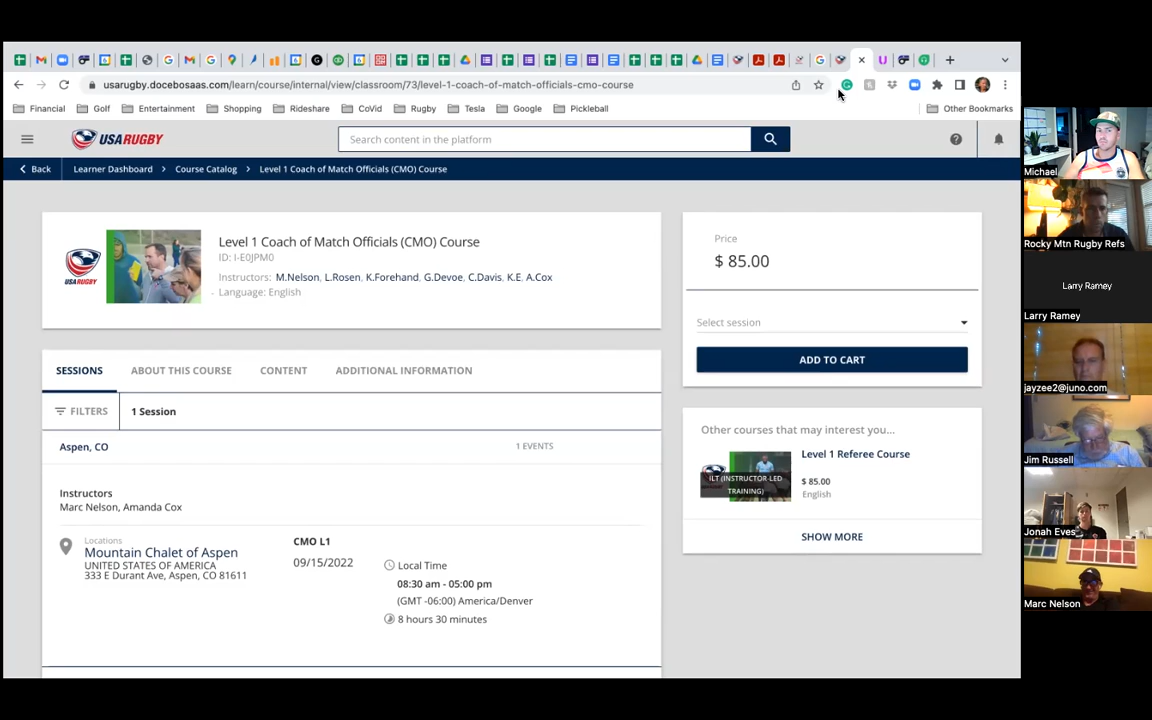 usarugby.docebosaas.com/learn/course/internal/view/classroom/73/level-1-coach-of-match-officials-cmo-course
Financial Golf Entertainment Shopping Rideshare CoVid Rugby Tesla Google Pickleball Other Bookmarks
USA RUGBY
Search content in the platform
Back Learner Dashboard Course Catalog Level 1 Coach of Match Officials (CMO) Course
USA RUGBY
Level 1 Coach of Match Officials (CMO) Course
ID: I-E0JPM0
Instructors: M.Nelson, L.Rosen, K.Forehand, G.Devoe, C.Davis, K.E. A.Cox
Language: English
Price
$ 85.00
Select session
ADD TO CART
SESSIONS ABOUT THIS COURSE CONTENT ADDITIONAL INFORMATION
FILTERS 1 Session
Aspen, CO 1 EVENTS
Instructors
Marc Nelson, Amanda Cox
Locations
Mountain Chalet of Aspen
UNITED STATES OF AMERICA
333 E Durant Ave, Aspen, CO 81611
CMO L1
09/15/2022
Local Time
08:30 am - 05:00 pm
(GMT -06:00) America/Denver
8 hours 30 minutes
Other courses that may interest you...
ILT (INSTRUCTOR-LED
TRAINING)
Level 1 Referee Course
$ 85.00
English
SHOW MORE
Michael
Rocky Mtn Rugby Refs
Larry Ramey
Larry Ramey
jayzee2@juno.com
Jim Russell
Jonah Eves
Marc Nelson